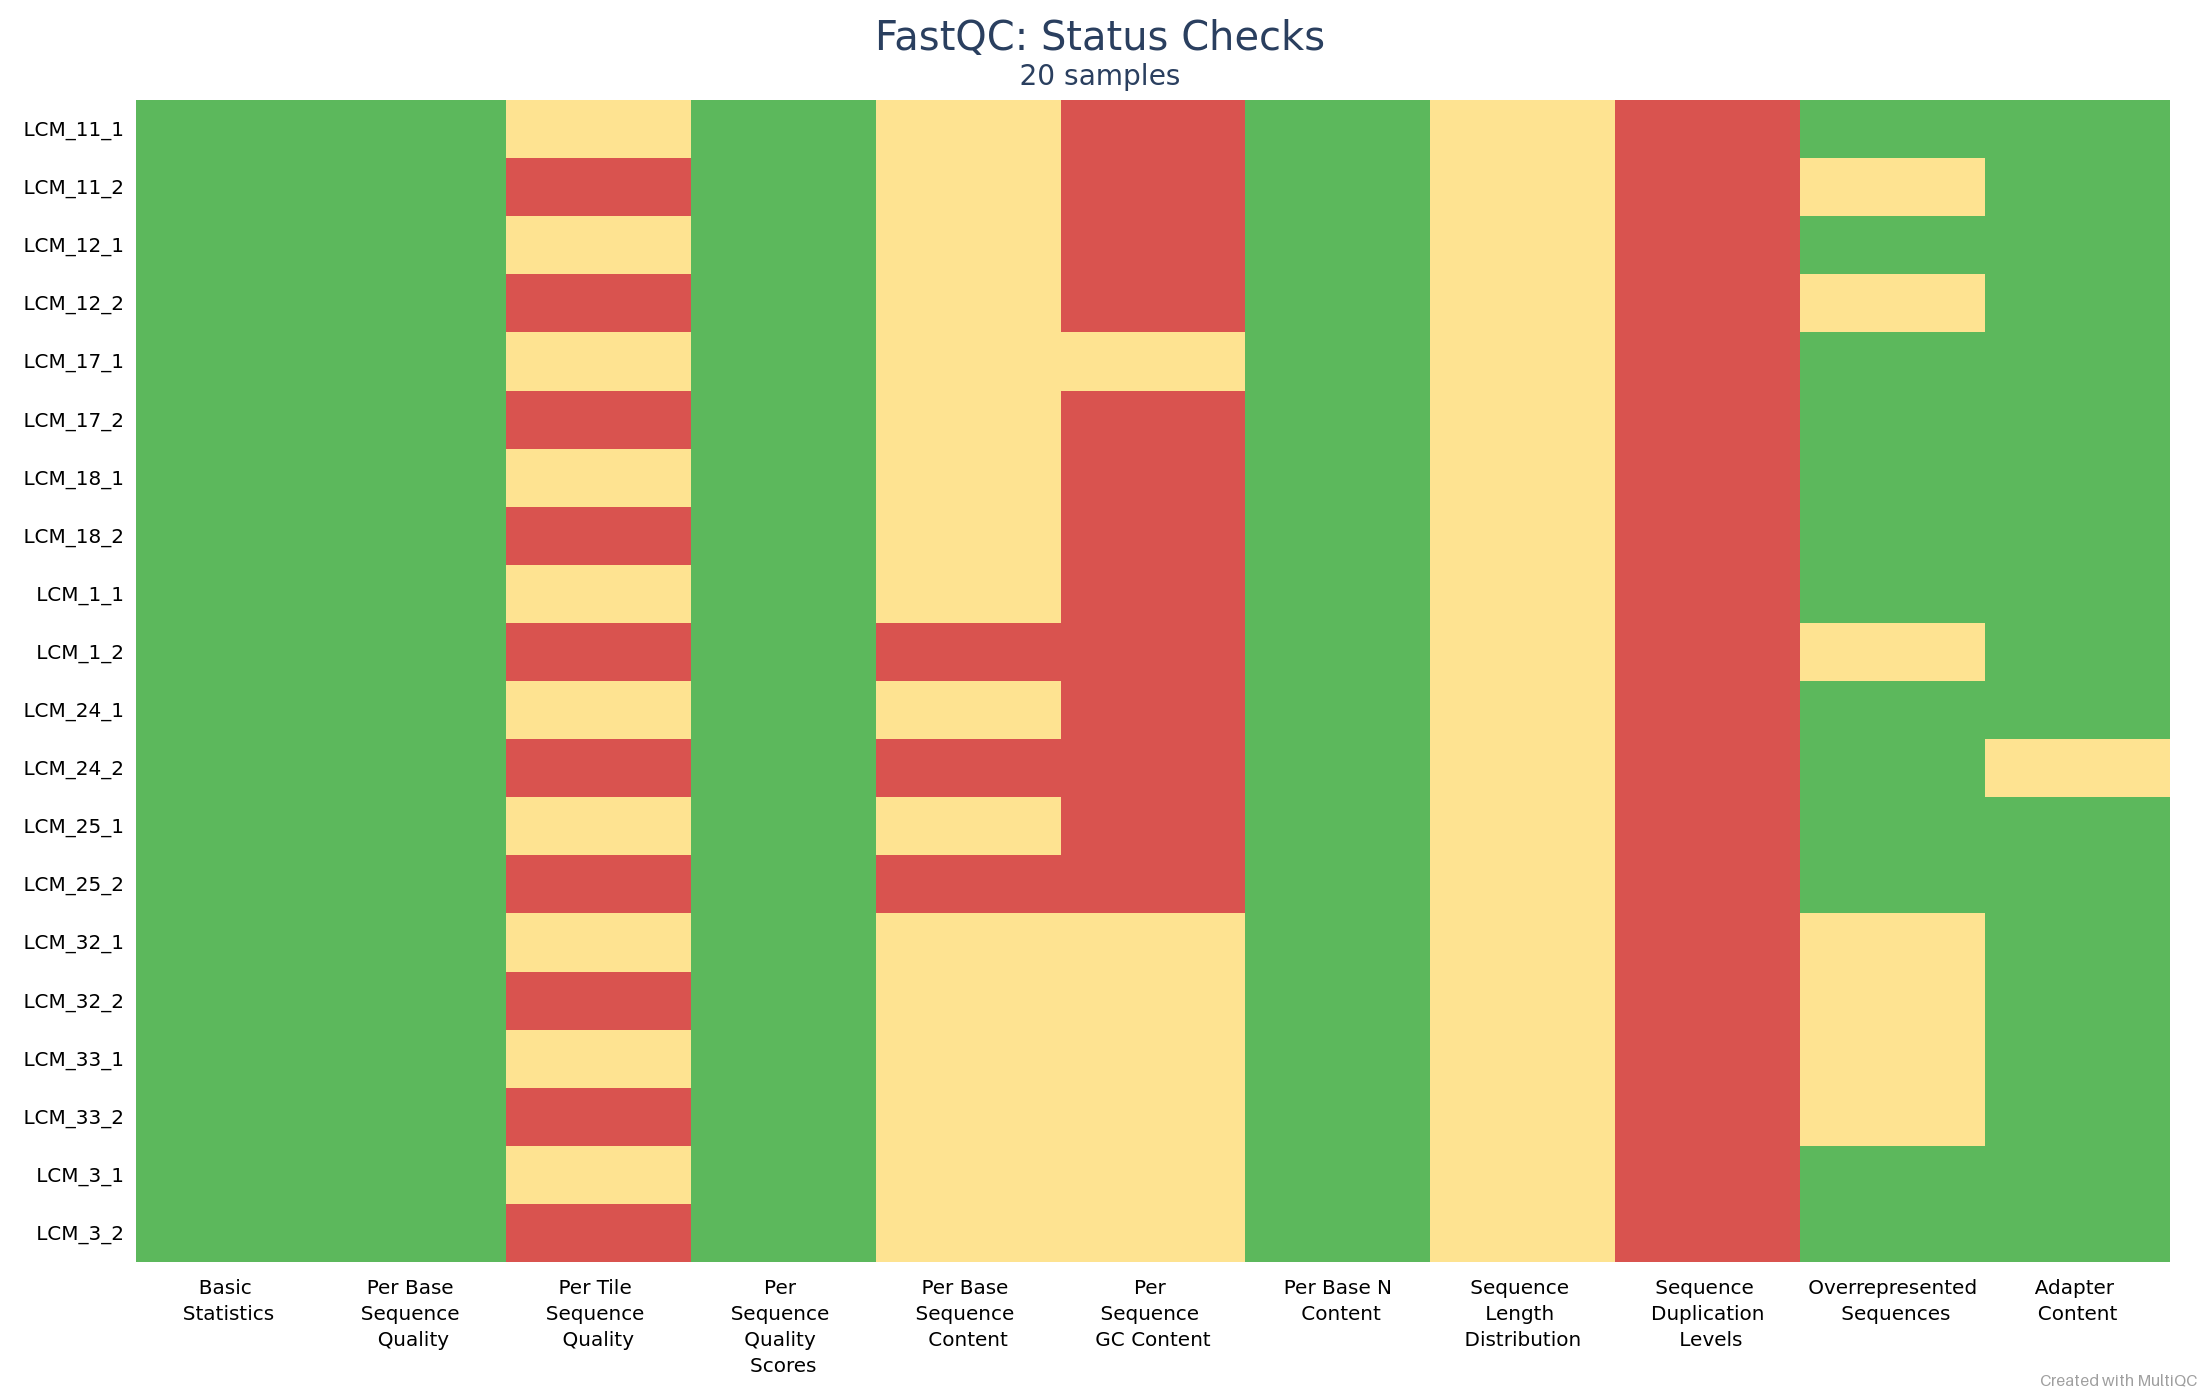 FastQC: Status Checks
20 samples
LCM_11_1
LCM_11_2
LCM_12_1
LCM_12_2
LCM_17_1
LCM_17_2
LCM_18_1
LCM_18_2
LCM_1_1
LCM_1_2
LCM_24_1
LCM_24_2
LCM_25_1
LCM_25_2
LCM_32_1
LCM_32_2
LCM_33_1
LCM_33_2
LCM_3_1
LCM_3_2
Basic
Statistics
Per Base
Sequence
Quality
Per Tile
Sequence
Quality
Per
Sequence
Quality
Scores
Per Base
Sequence
Content
Per
Sequence
GC Content
Per Base N
Content
Sequence
Length
Distribution
Sequence
Duplication
Levels
Overrepresented
Sequences
Adapter
Content
Created with MultiQC